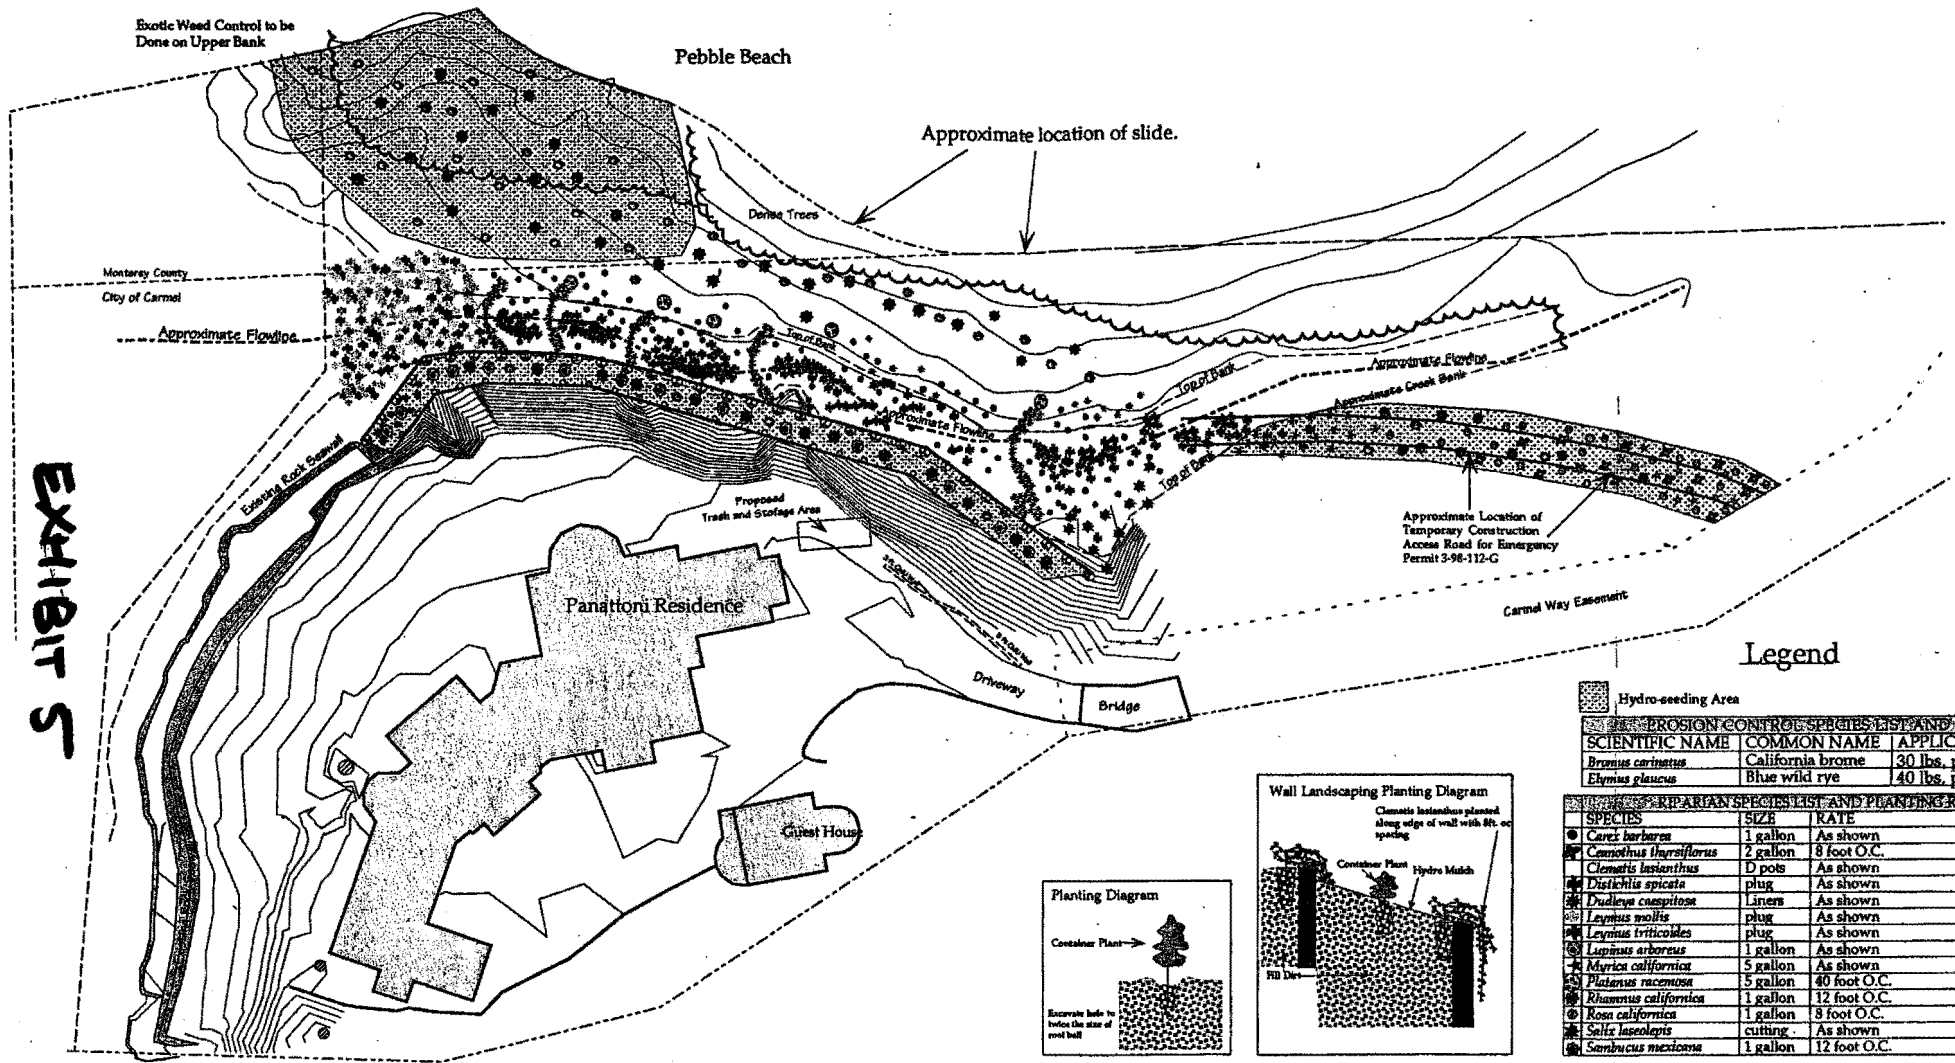 Exotic Weed Control to be
Done on Upper Bank
Pebble Beach
Approximate location of slide.
Dense Trees
Monterey County
City of Carmel
Approximate Flowline
Top of Bank
Approximate Flowline
Top of Bank
Approximate Flowline
Approximate Creek Bank
Top of Bank
Existing Rock Seawall
EXHIBIT 5
Proposed
Trash and Storage Area
Panattoni Residence
Approximate Location of
Temporary Construction
Access Road for Emergency
Permit 3-98-112-G
Carmel Way Easement
Driveway
Bridge
Guest House
Planting Diagram
Container Plant
Excavate hole to
twice the size of
root ball
Wall Landscaping Planting Diagram
Clematis lasianthus planted
along edge of wall with 8ft. oc
spacing
Container Plant
Hydro Mulch
Fill Dirt
Legend
Hydro-seeding Area
EROSION CONTROL SPECIES LIST AND
SCIENTIFIC NAME COMMON NAME APPLIC
Bromus carinatus California brome 30 lbs. p
Elymus glaucus Blue wild rye 40 lbs. p
RIPARIAN SPECIES LIST AND PLANTING R
SPECIES SIZE RATE
Carex barbarea 1 gallon As shown
Ceanothus thyrsiflorus 2 gallon 8 foot O.C.
Clematis lasianthus D pots As shown
Distichlis spicata plug As shown
Dudleya caespitosa Liners As shown
Leymus mollis plug As shown
Leymus triticoides plug As shown
Lupinus arboreus 1 gallon As shown
Myrica californica 5 gallon As shown
Platanus racemosa 5 gallon 40 foot O.C.
Rhamnus californica 1 gallon 12 foot O.C.
Rosa californica 1 gallon 8 foot O.C.
Salix laseolepis cutting As shown
Sambucus mexicana 1 gallon 12 foot O.C.